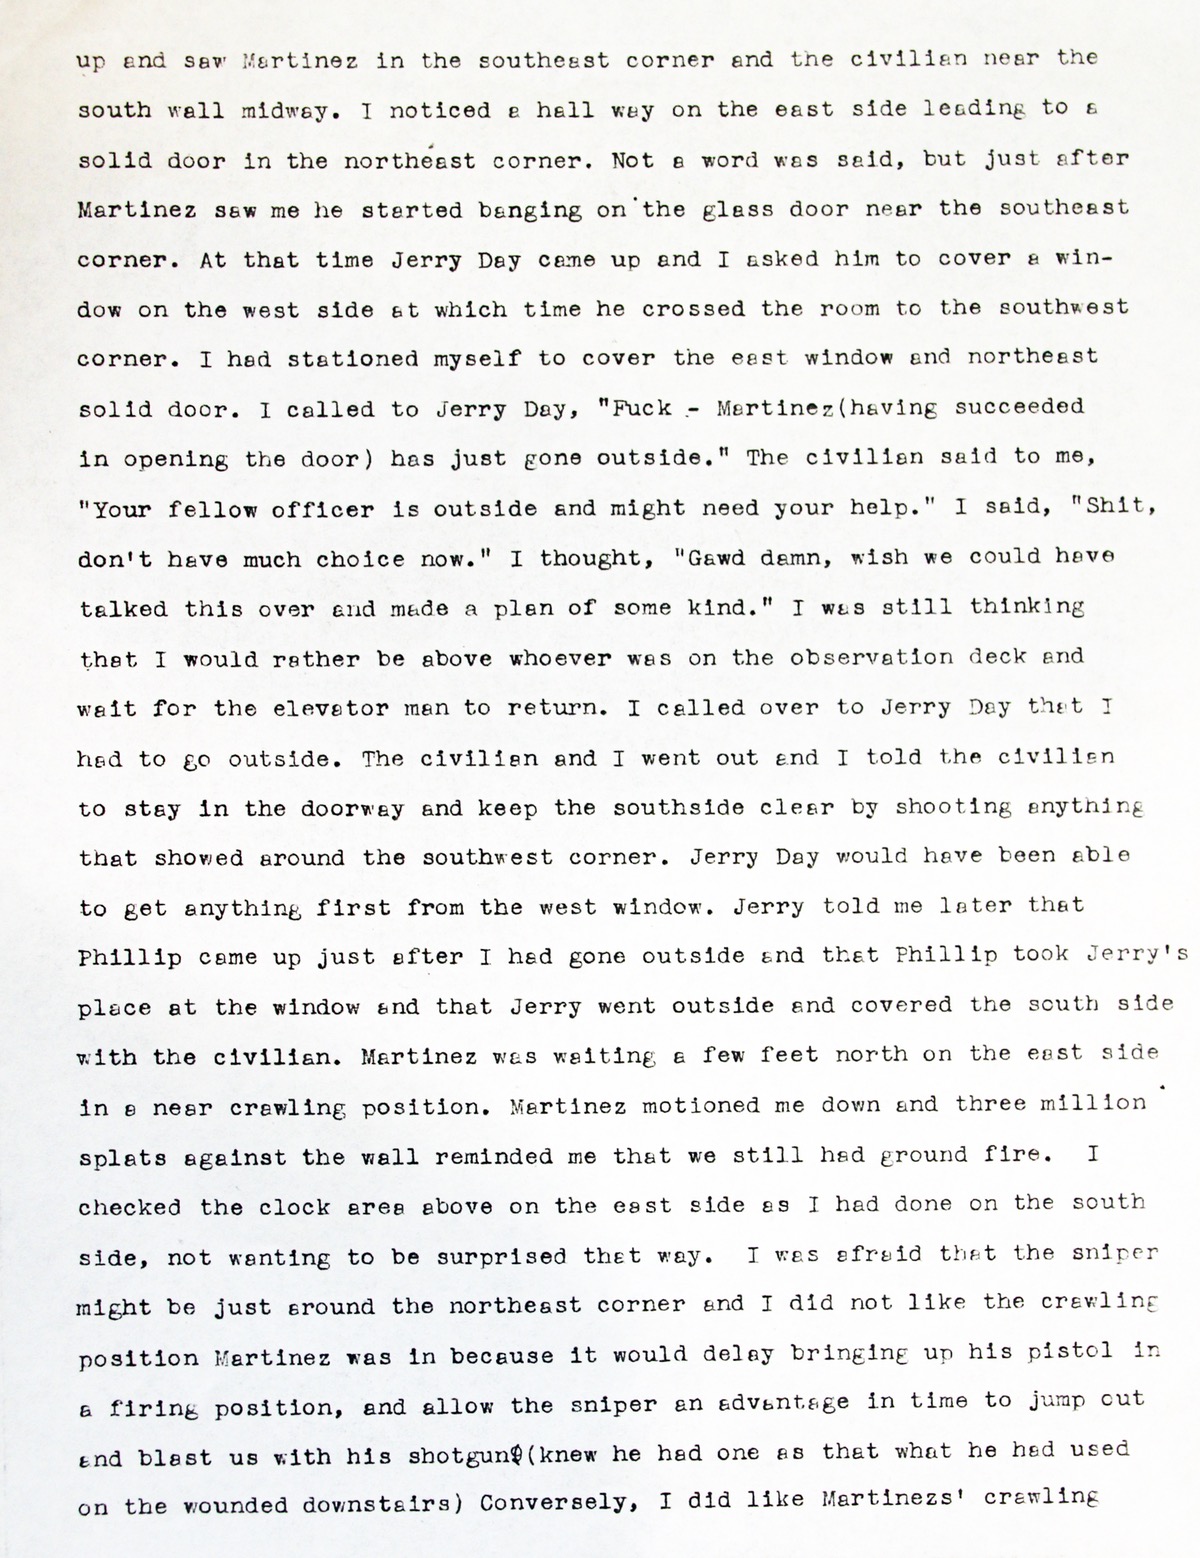 up and saw Martinez in the southeast corner and the civilian near the
south wall midway. I noticed a hall way on the east side leading to a
solid door in the northeast corner. Not a word was said, but just after
Martinez saw me he started banging on the glass door near the southeast
corner. At that time Jerry Day came up and I asked him to cover a win-
dow on the west side at which time he crossed the room to the southwest
corner. I had stationed myself to cover the east window and northeast
solid door. I called to Jerry Day, "Fuck - Martinez(having succeeded
in opening the door) has just gone outside." The civilian said to me,
"Your fellow officer is outside and might need your help." I said, "Shit,
don't have much choice now." I thought, "Gawd damn, wish we could have
talked this over and made a plan of some kind." I was still thinking
that I would rather be above whoever was on the observation deck and
wait for the elevator man to return. I called over to Jerry Day that I
had to go outside. The civilian and I went out and I told the civilian
to stay in the doorway and keep the southside clear by shooting anything
that showed around the southwest corner. Jerry Day would have been able
to get anything first from the west window. Jerry told me later that
Phillip came up just after I had gone outside and that Phillip took Jerry's
place at the window and that Jerry went outside and covered the south side
with the civilian. Martinez was waiting a few feet north on the east side
in a near crawling position. Martinez motioned me down and three million
splats against the wall reminded me that we still had ground fire.  I
checked the clock area above on the east side as I had done on the south
side, not wanting to be surprised that way.  I was afraid that the sniper
might be just around the northeast corner and I did not like the crawling
position Martinez was in because it would delay bringing up his pistol in
a firing position, and allow the sniper an advantage in time to jump out
and blast us with his shotgun$(knew he had one as that what he had used
on the wounded downstairs) Conversely, I did like Martinezs' crawling